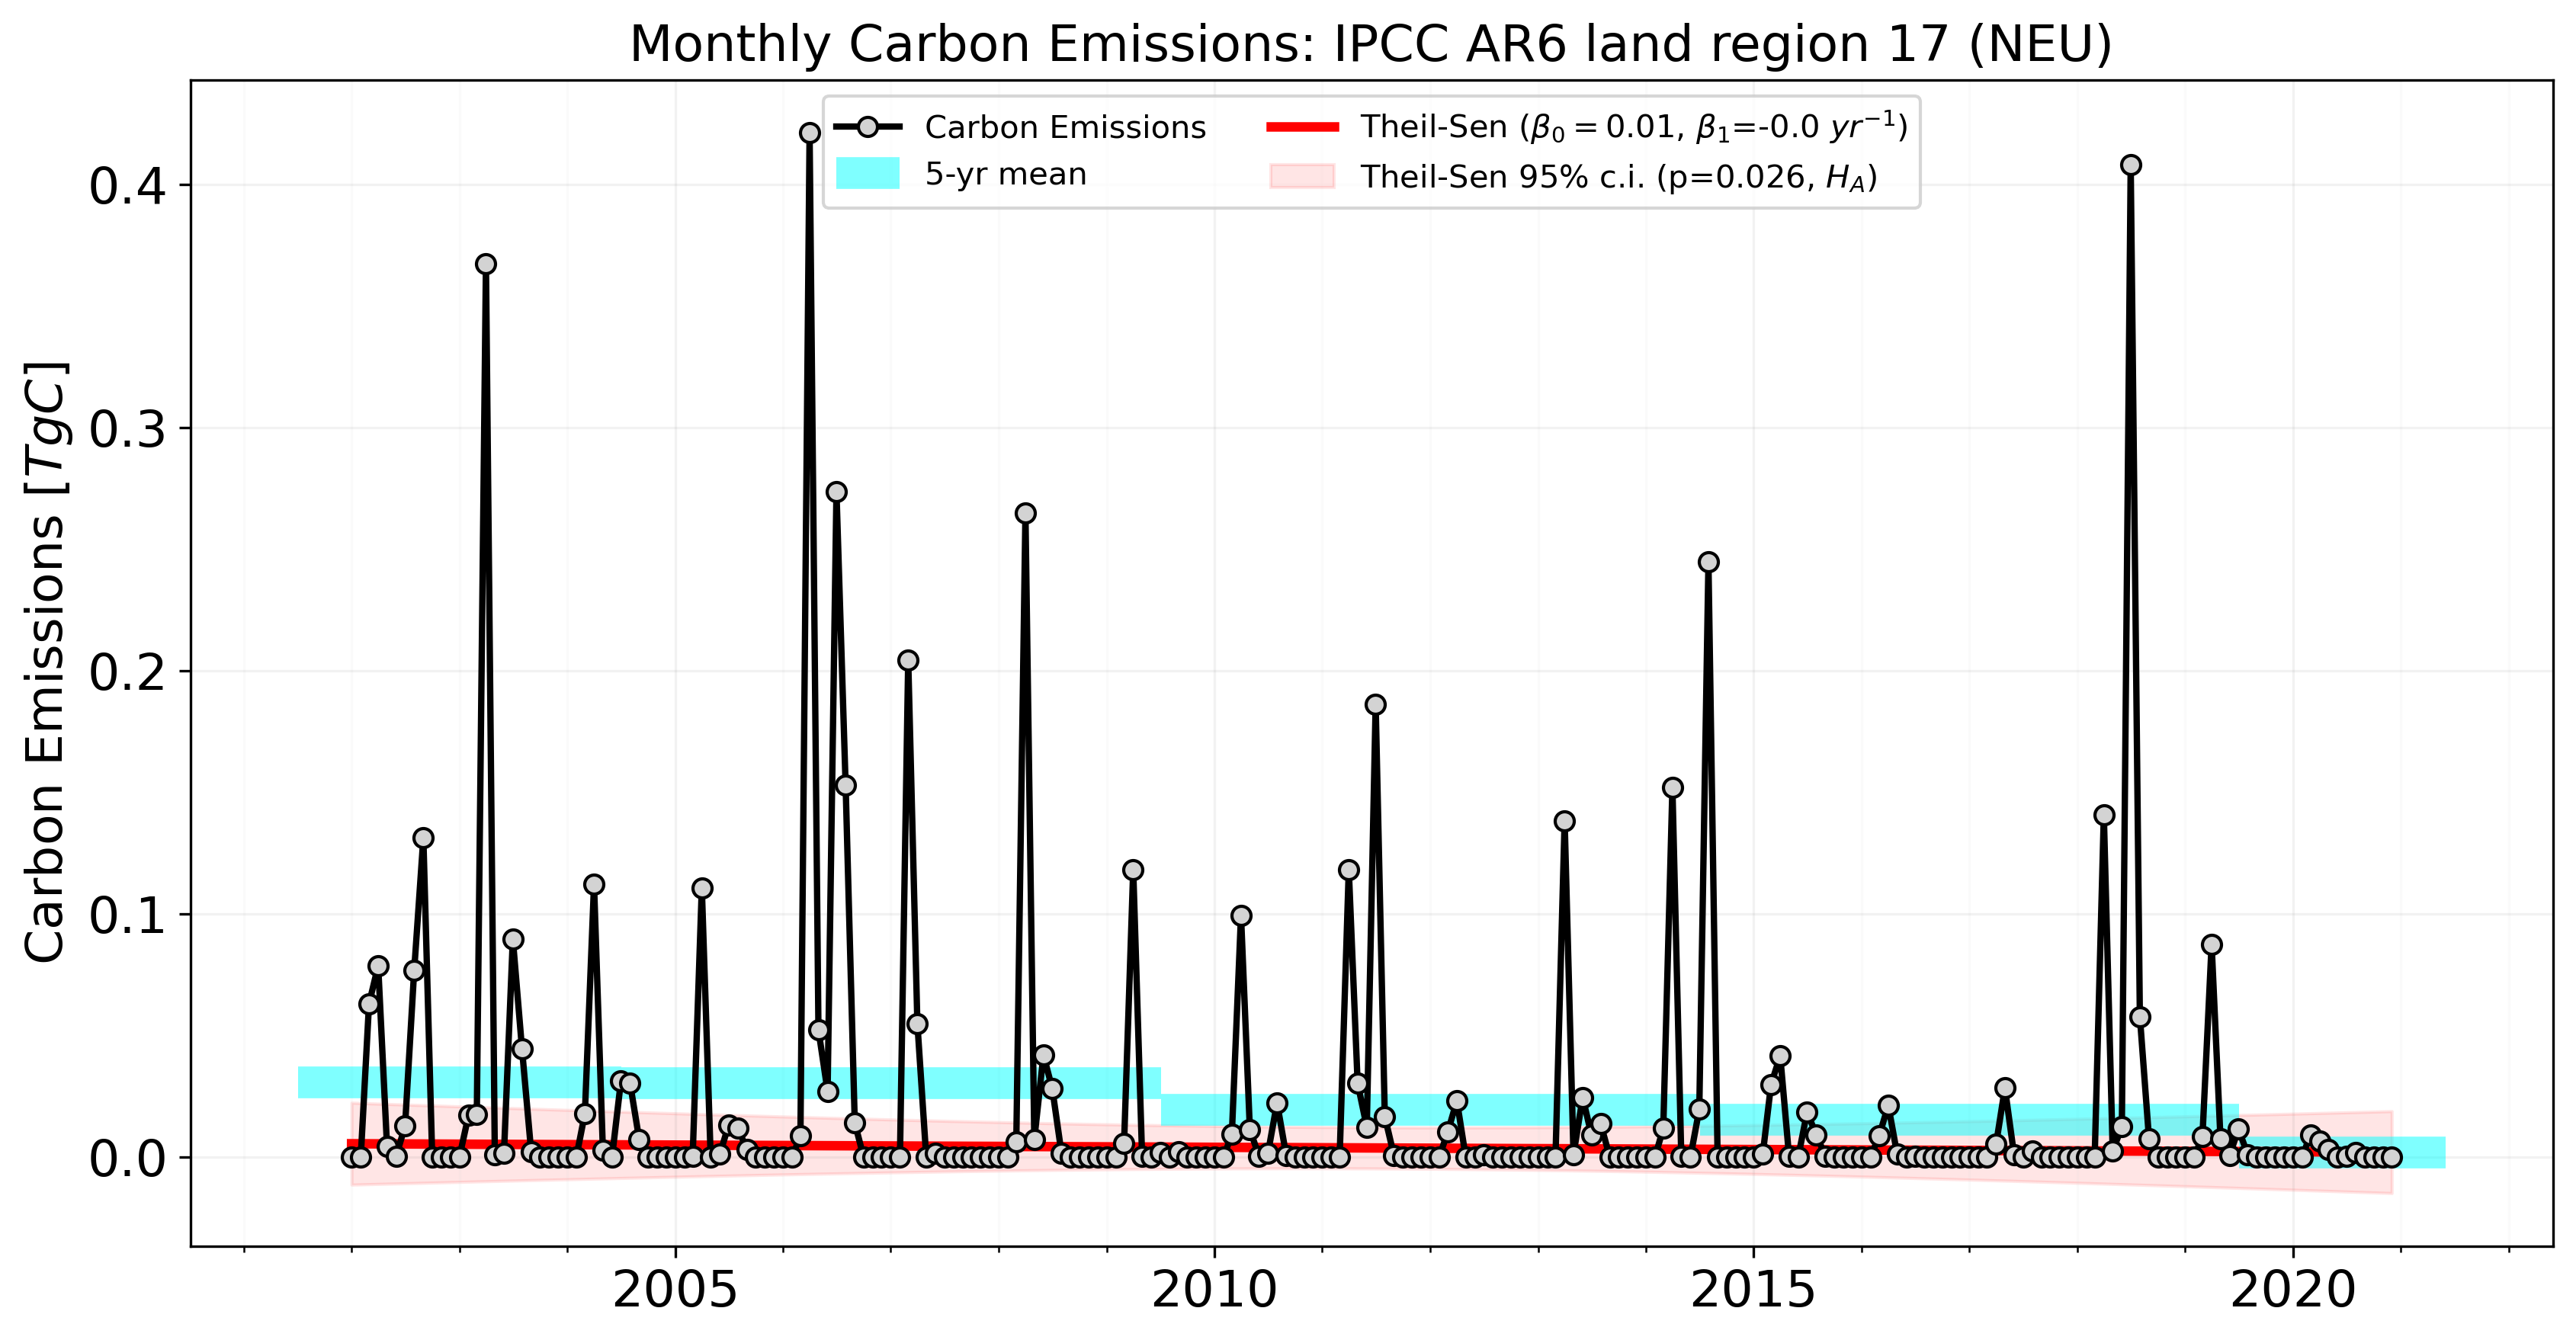 Monthly Carbon Emissions: IPCC AR6 land region 17 (NEU)
Carbon Emissions
5-yr mean
Theil-Sen (β₀ = 0.01, β₁=-0.0 yr⁻¹)
Theil-Sen 95% c.i. (p=0.026, H_A)
Carbon Emissions [TgC]
0.4
0.3
0.2
0.1
0.0
2005
2010
2015
2020